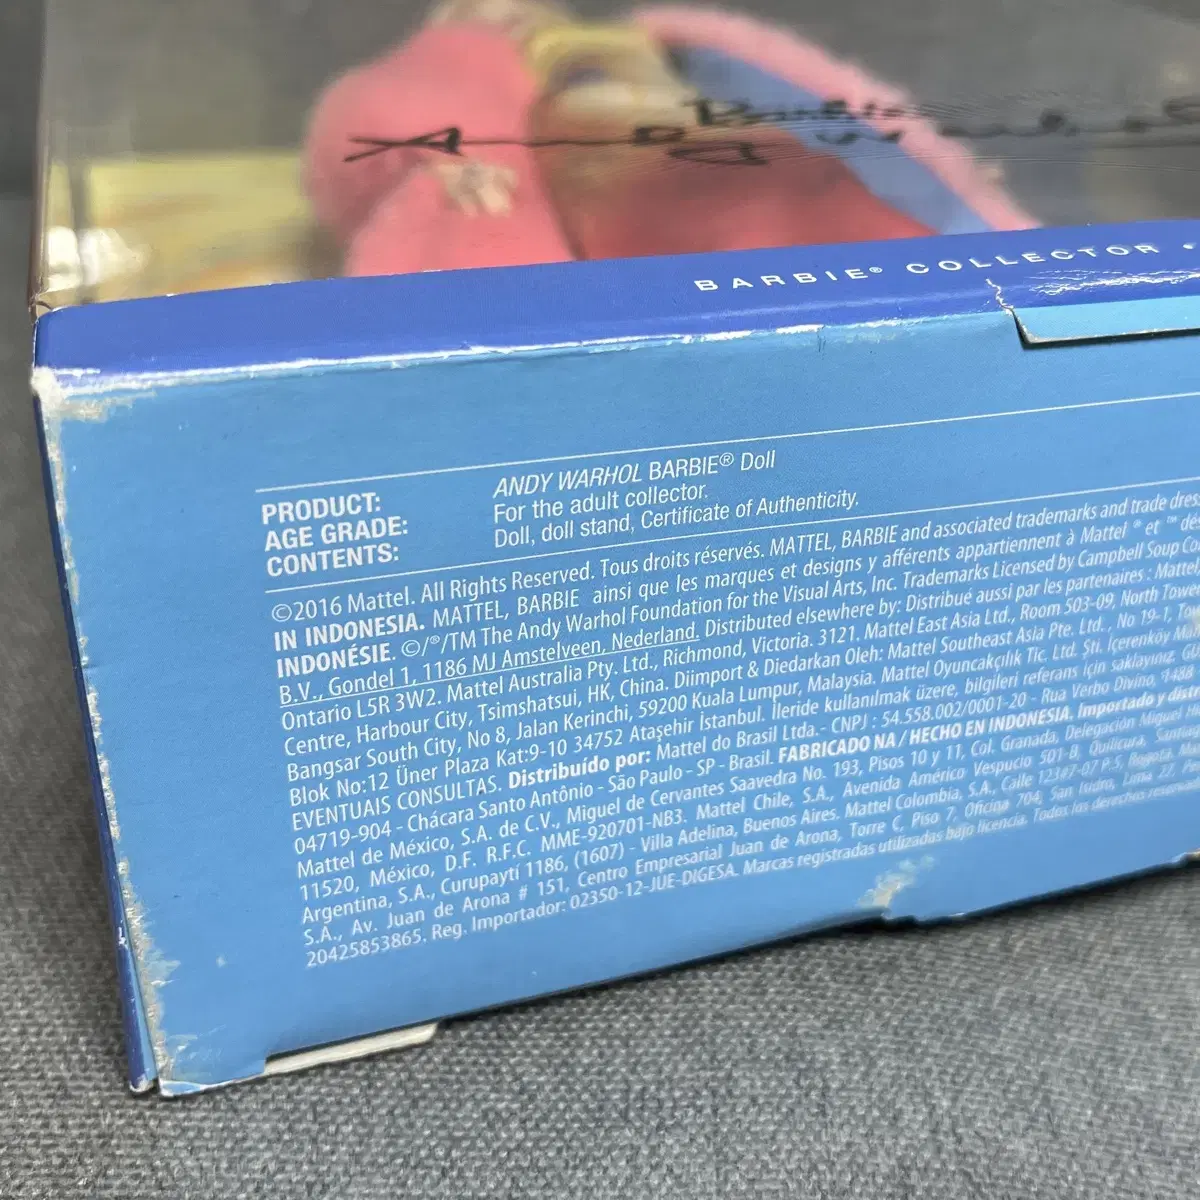 Andy Warhol
BARBIE® COLLECTOR •
PRODUCT: ANDY WARHOL BARBIE® Doll
AGE GRADE: For the adult collector.
CONTENTS: Doll, doll stand, Certificate of Authenticity.
©2016 Mattel. All Rights Reserved. Tous droits réservés. MATTEL, BARBIE and associated trademarks and trade
IN INDONESIA. MATTEL, BARBIE ainsi que les marques et designs y afférents appartiennent à Mattel ® et ™
INDONÉSIE. ©/®/TM The Andy Warhol Foundation for the Visual Arts, Inc. Trademarks Licensed by Campbell Soup
B.V., Gondel 1, 1186 MJ Amstelveen, Nederland. Distributed elsewhere by: Distribué aussi par les partenaires : Mattel
Ontario L5R 3W2. Mattel Australia Pty. Ltd., Richmond, Victoria. 3121. Mattel East Asia Ltd., Room 503-09, North Tower
Centre, Harbour City, Tsimshatsui, HK, China. Diimport & Diedarkan Oleh: Mattel Southeast Asia Pte. Ltd., No 19-1,
Bangsar South City, No 8, Jalan Kerinchi, 59200 Kuala Lumpur, Malaysia. Mattel Oyuncakçılık Tic. Ltd. Şti. İçerenköy
Blok No:12 Üner Plaza Kat:9-10 34752 Ataşehir İstanbul. İleride kullanılmak üzere, bilgileri referans için saklayınız.
EVENTUAIS CONSULTAS. Distribuído por: Mattel do Brasil Ltda.- CNPJ : 54.558.002/0001-20 - Rua Verbo Divino,
04719-904 - Chácara Santo Antônio - São Paulo - SP - Brasil. FABRICADO NA / HECHO EN INDONESIA. Importado y
Mattel de México, S.A. de C.V., Miguel de Cervantes Saavedra No. 193, Pisos 10 y 11, Col. Granada, Delegación Miguel
11520, México, D.F. R.F.C. MME-920701-NB3. Mattel Chile, S.A., Avenida Américo Vespucio 501-B, Quilicura,
Argentina, S.A., Curupaytí 1186, (1607) - Villa Adelina, Buenos Aires. Mattel Colombia, S.A. Calle 123#7-07 P.5, Bogotá.
S.A., Av. Juan de Arona # 151, Centro Empresarial Juan de Arona, Torre C, Piso 7, Oficina 704, San Isidro, Lima 27,
20425853865. Reg. Importador: 02350-12-JUE-DIGESA. Marcas registradas utilizadas bajo licencia. Todos los derechos